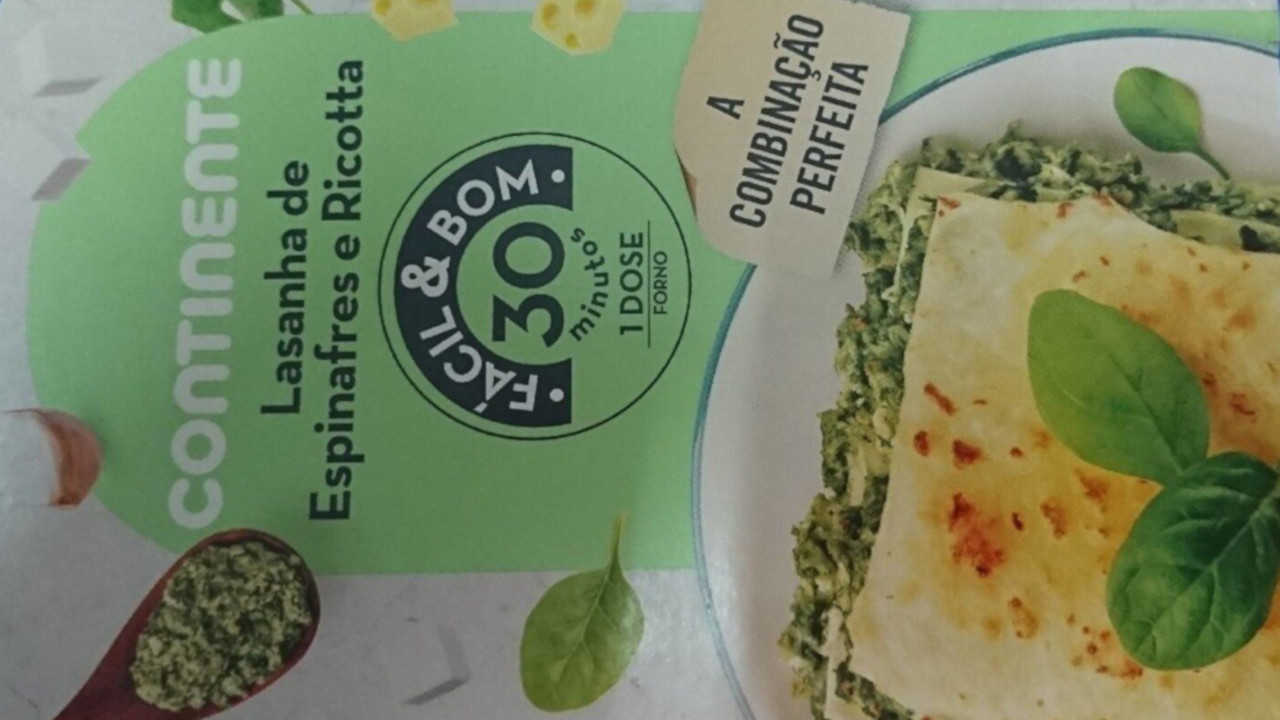 CONTINENTE
Lasanha de
Espinafres e Ricotta
• FÁCIL & BOM •
30
minutos
1 DOSE
FORNO
A
COMBINAÇÃO
PERFEITA